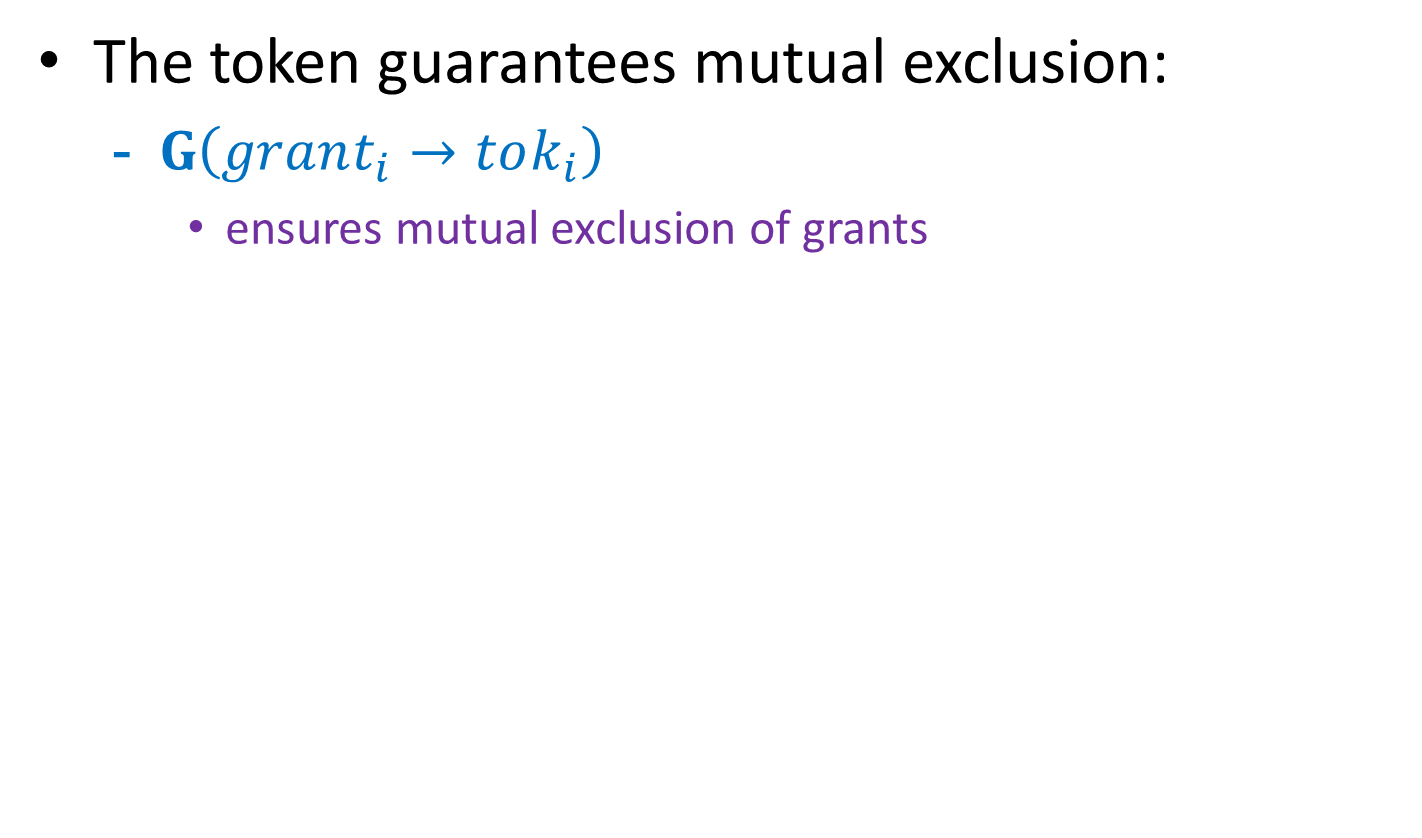 • The token guarantees mutual exclusion:
- G(grantᵢ → tokᵢ)
• ensures mutual exclusion of grants